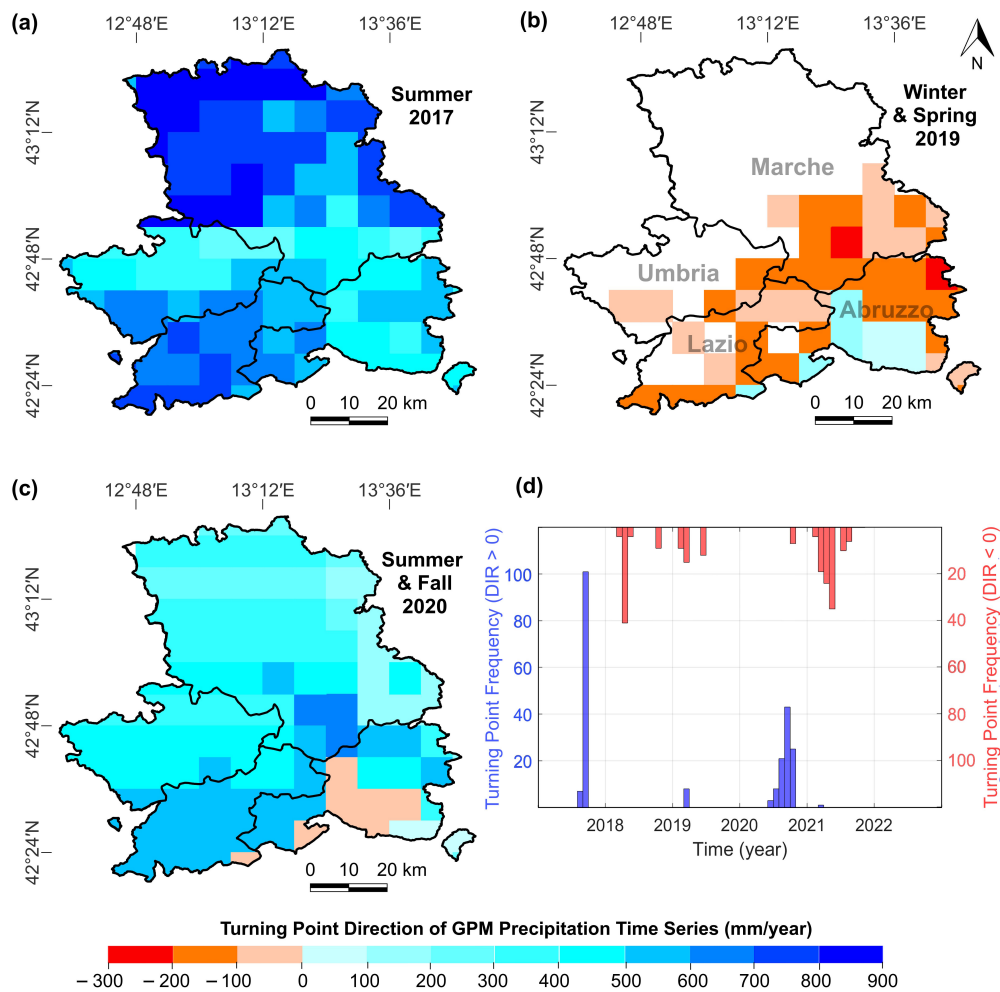 (a)
12°48′E 13°12′E 13°36′E
Summer
2017
43°12′N
42°48′N
42°24′N
0 10 20 km
(b)
12°48′E 13°12′E 13°36′E
N
Winter
& Spring
2019
43°12′N
Marche
42°48′N
Umbria
Abruzzo
Lazio
42°24′N
0 10 20 km
(c)
12°48′E 13°12′E 13°36′E
Summer
& Fall
2020
43°12′N
42°48′N
42°24′N
0 10 20 km
(d)
Turning Point Frequency (DIR > 0)
100
80
60
40
20
2018 2019 2020 2021 2022
Time (year)
20
40
60
80
100
Turning Point Frequency (DIR < 0)
Turning Point Direction of GPM Precipitation Time Series (mm/year)
−300 −200 −100 0 100 200 300 400 500 600 700 800 900